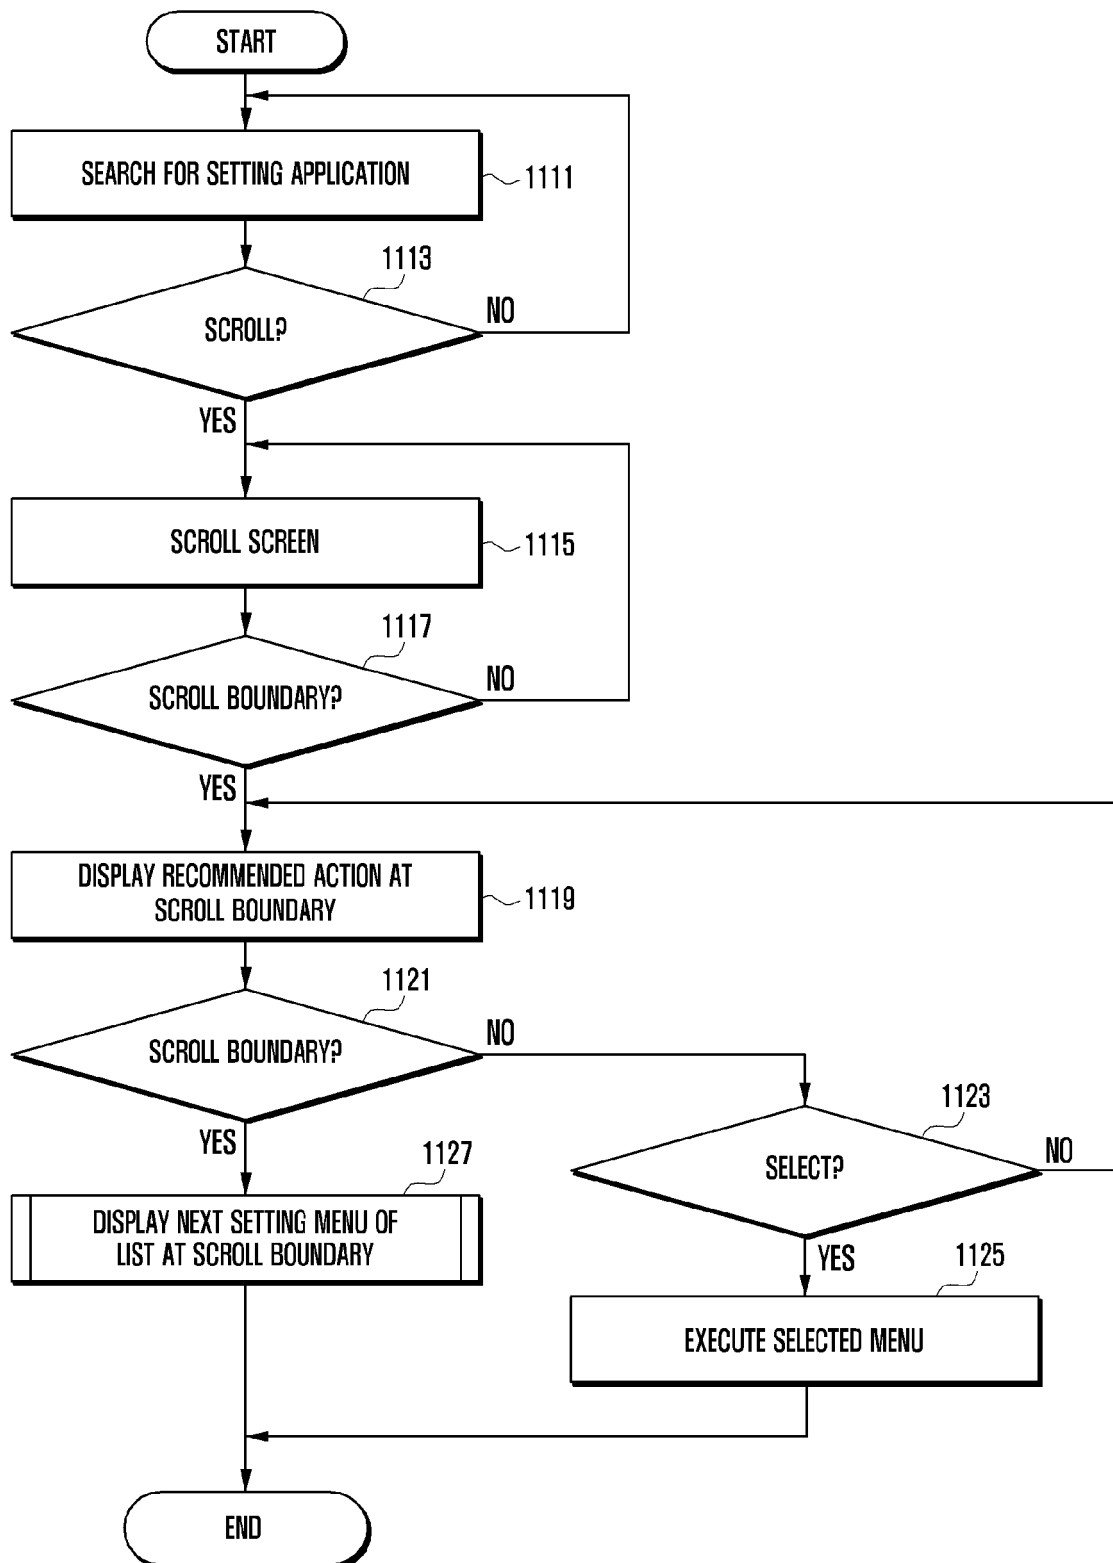 START
SEARCH FOR SETTING APPLICATION
1111
1113
SCROLL?
NO
YES
SCROLL SCREEN
1115
1117
SCROLL BOUNDARY?
NO
YES
DISPLAY RECOMMENDED ACTION AT
SCROLL BOUNDARY
1119
1121
SCROLL BOUNDARY?
NO
YES
1123
SELECT?
NO
YES
1127
DISPLAY NEXT SETTING MENU OF
LIST AT SCROLL BOUNDARY
1125
EXECUTE SELECTED MENU
END